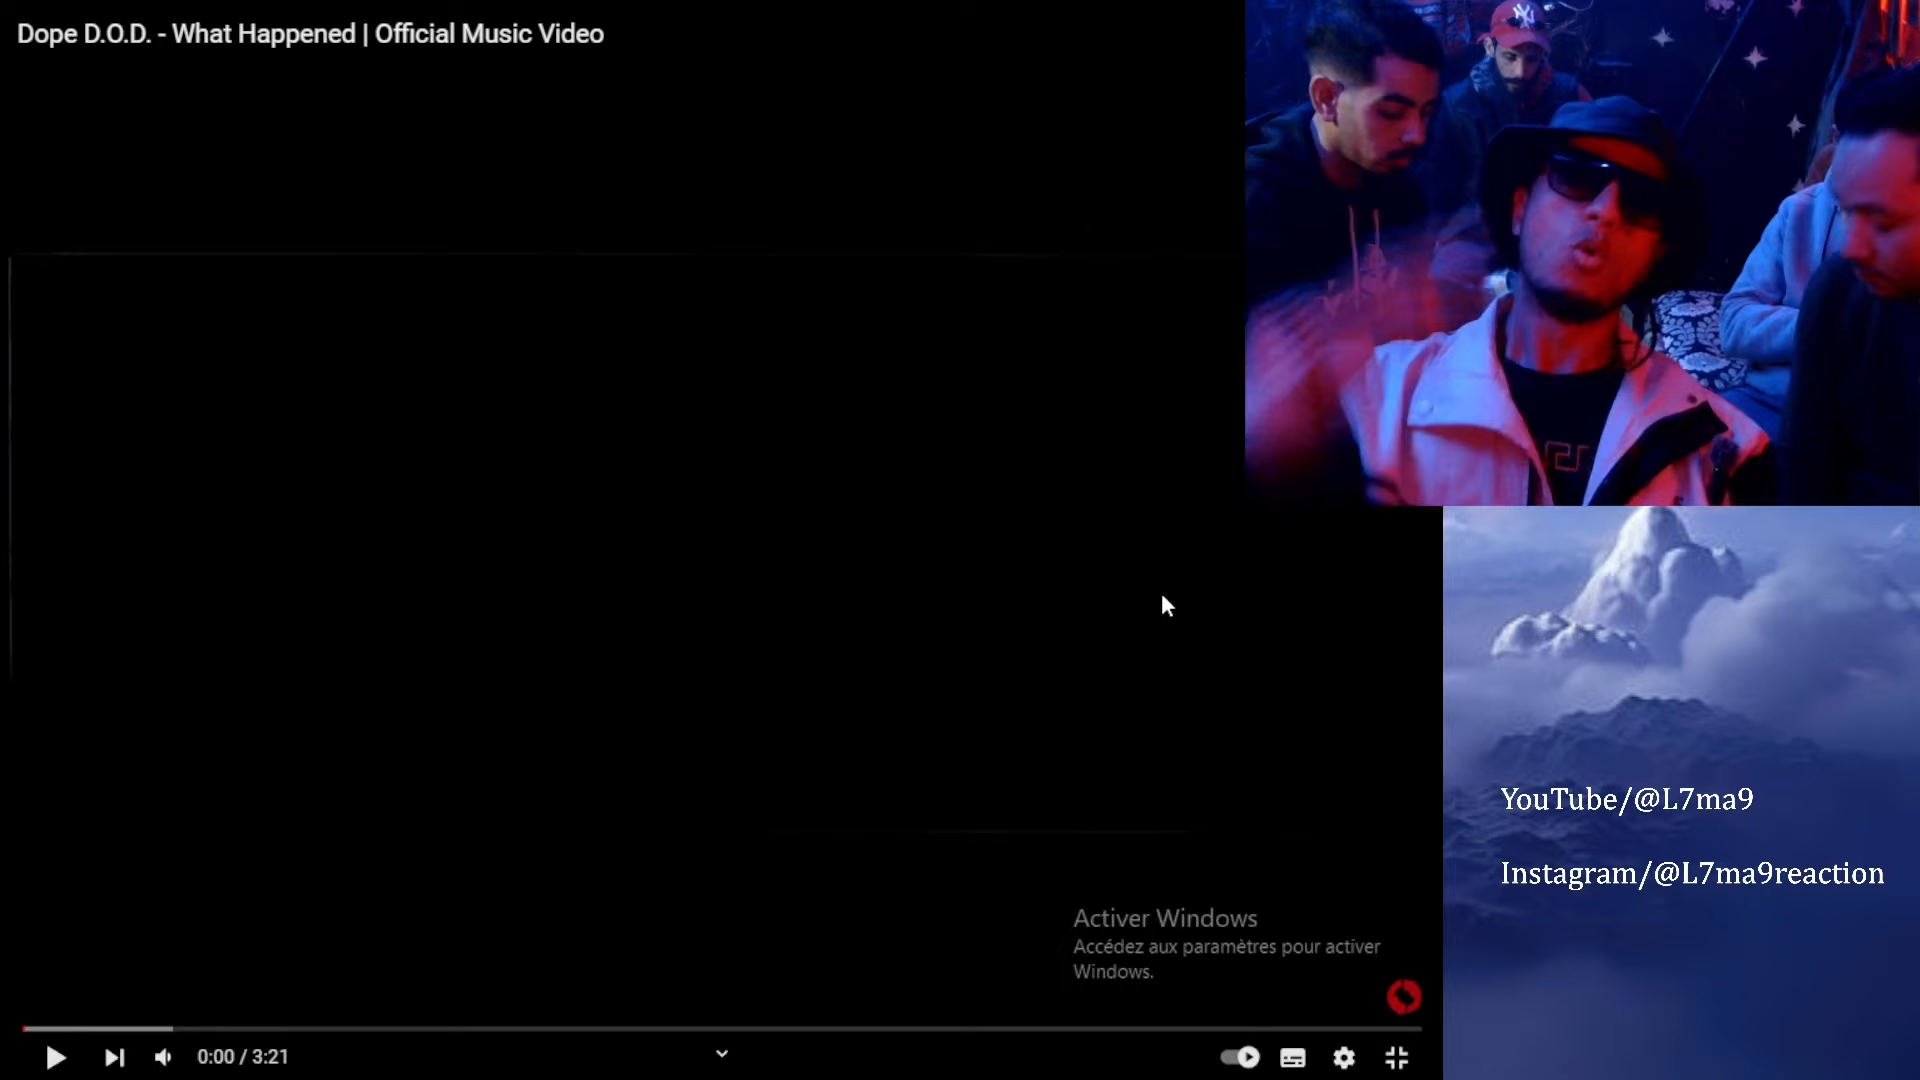 Dope D.O.D. - What Happened | Official Music Video
NY
YouTube/@L7ma9
Instagram/@L7ma9reaction
Activer Windows
Accédez aux paramètres pour activer
Windows.
0:00 / 3:21